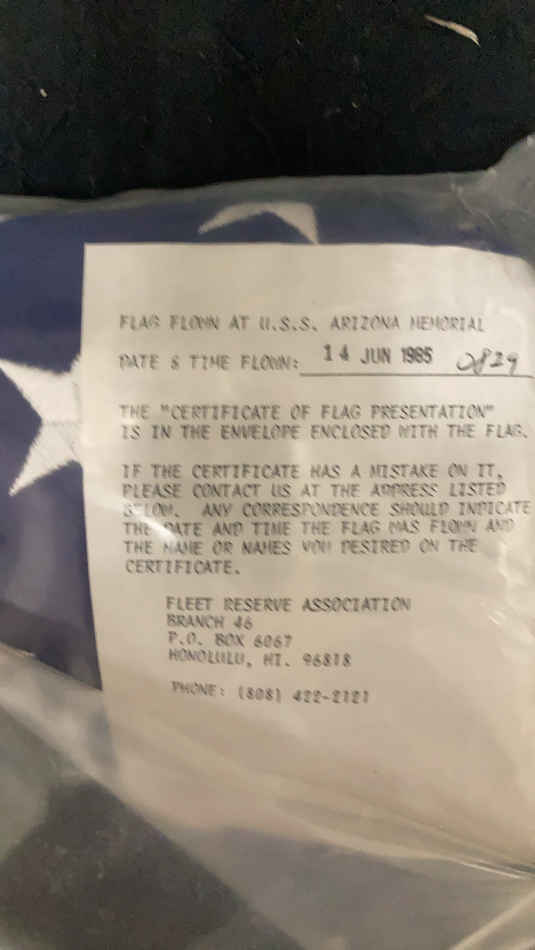 FLAG FLOWN AT U.S.S. ARIZONA MEMORIAL
DATE & TIME FLOWN: 14 JUN 1985 0829
THE "CERTIFICATE OF FLAG PRESENTATION"
IS IN THE ENVELOPE ENCLOSED WITH THE FLAG.
IF THE CERTIFICATE HAS A MISTAKE ON IT,
PLEASE CONTACT US AT THE ADDRESS LISTED
BELOW. ANY CORRESPONDENCE SHOULD INDICATE
THE DATE AND TIME THE FLAG WAS FLOWN AND
THE NAME OR NAMES YOU DESIRED ON THE
CERTIFICATE.
FLEET RESERVE ASSOCIATION
BRANCH 46
P.O. BOX 6067
HONOLULU, HI. 96818
PHONE: (808) 422-2121